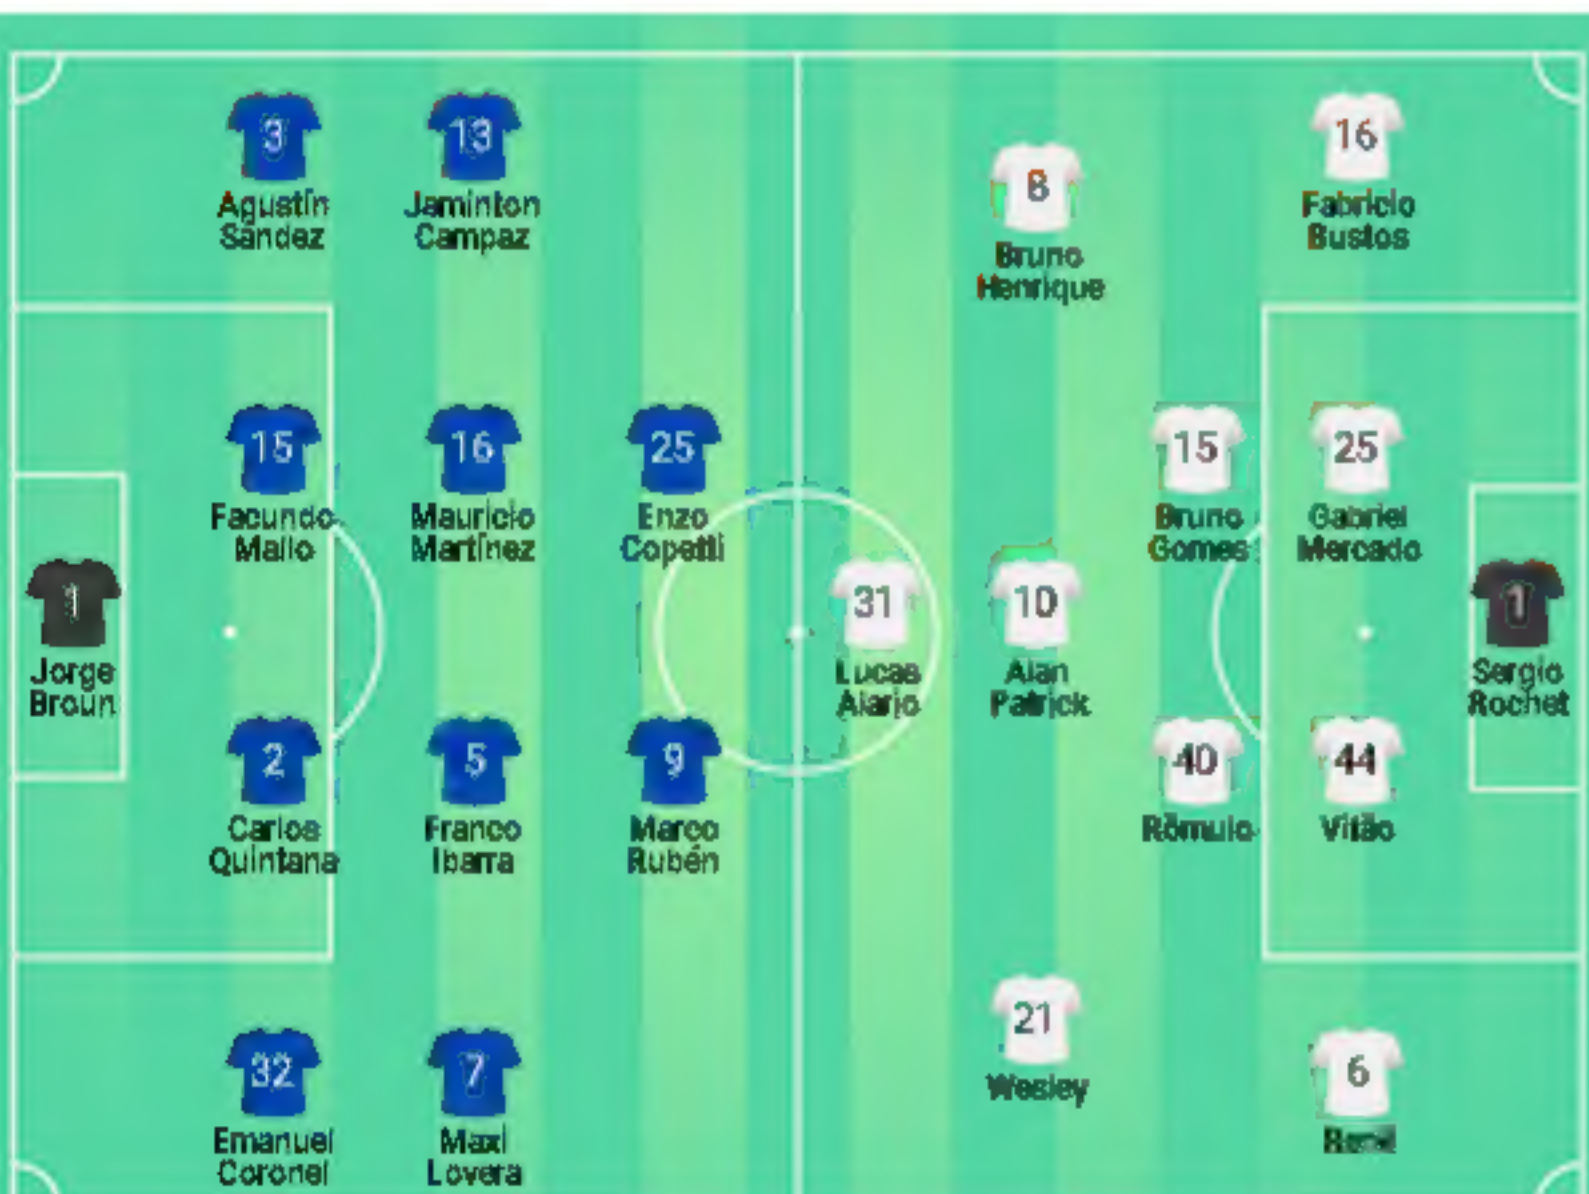 3
Agustín
Sández
13
Jaminton
Campaz
8
Bruno
Henrique
16
Fabricio
Bustos
15
Facundo
Mallo
16
Mauricio
Martínez
25
Enzo
Copetti
15
Bruno
Gomes
25
Gabriel
Mercado
1
Jorge
Broun
31
Lucas
Alario
10
Alan
Patrick
1
Sergio
Rochet
2
Carlos
Quintana
5
Franco
Ibarra
9
Marco
Rubén
40
Rômulo
44
Vitão
32
Emanuel
Coronel
7
Maxi
Lovera
21
Wesley
6
Renê